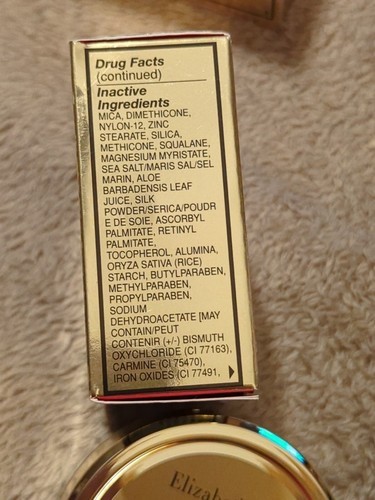 Drug Facts
(continued)
Inactive
Ingredients
MICA, DIMETHICONE,
NYLON-12, ZINC
STEARATE, SILICA,
METHICONE, SQUALANE,
MAGNESIUM MYRISTATE,
SEA SALT/MARIS SAL/SEL
MARIN, ALOE
BARBADENSIS LEAF
JUICE, SILK
POWDER/SERICA/POUDR
E DE SOIE, ASCORBYL
PALMITATE, RETINYL
PALMITATE,
TOCOPHEROL, ALUMINA,
ORYZA SATIVA (RICE)
STARCH, BUTYLPARABEN,
METHYLPARABEN,
PROPYLPARABEN,
SODIUM
DEHYDROACETATE [MAY
CONTAIN/PEUT
CONTENIR (+/-) BISMUTH
OXYCHLORIDE (CI 77163),
CARMINE (CI 75470),
IRON OXIDES (CI 77491,